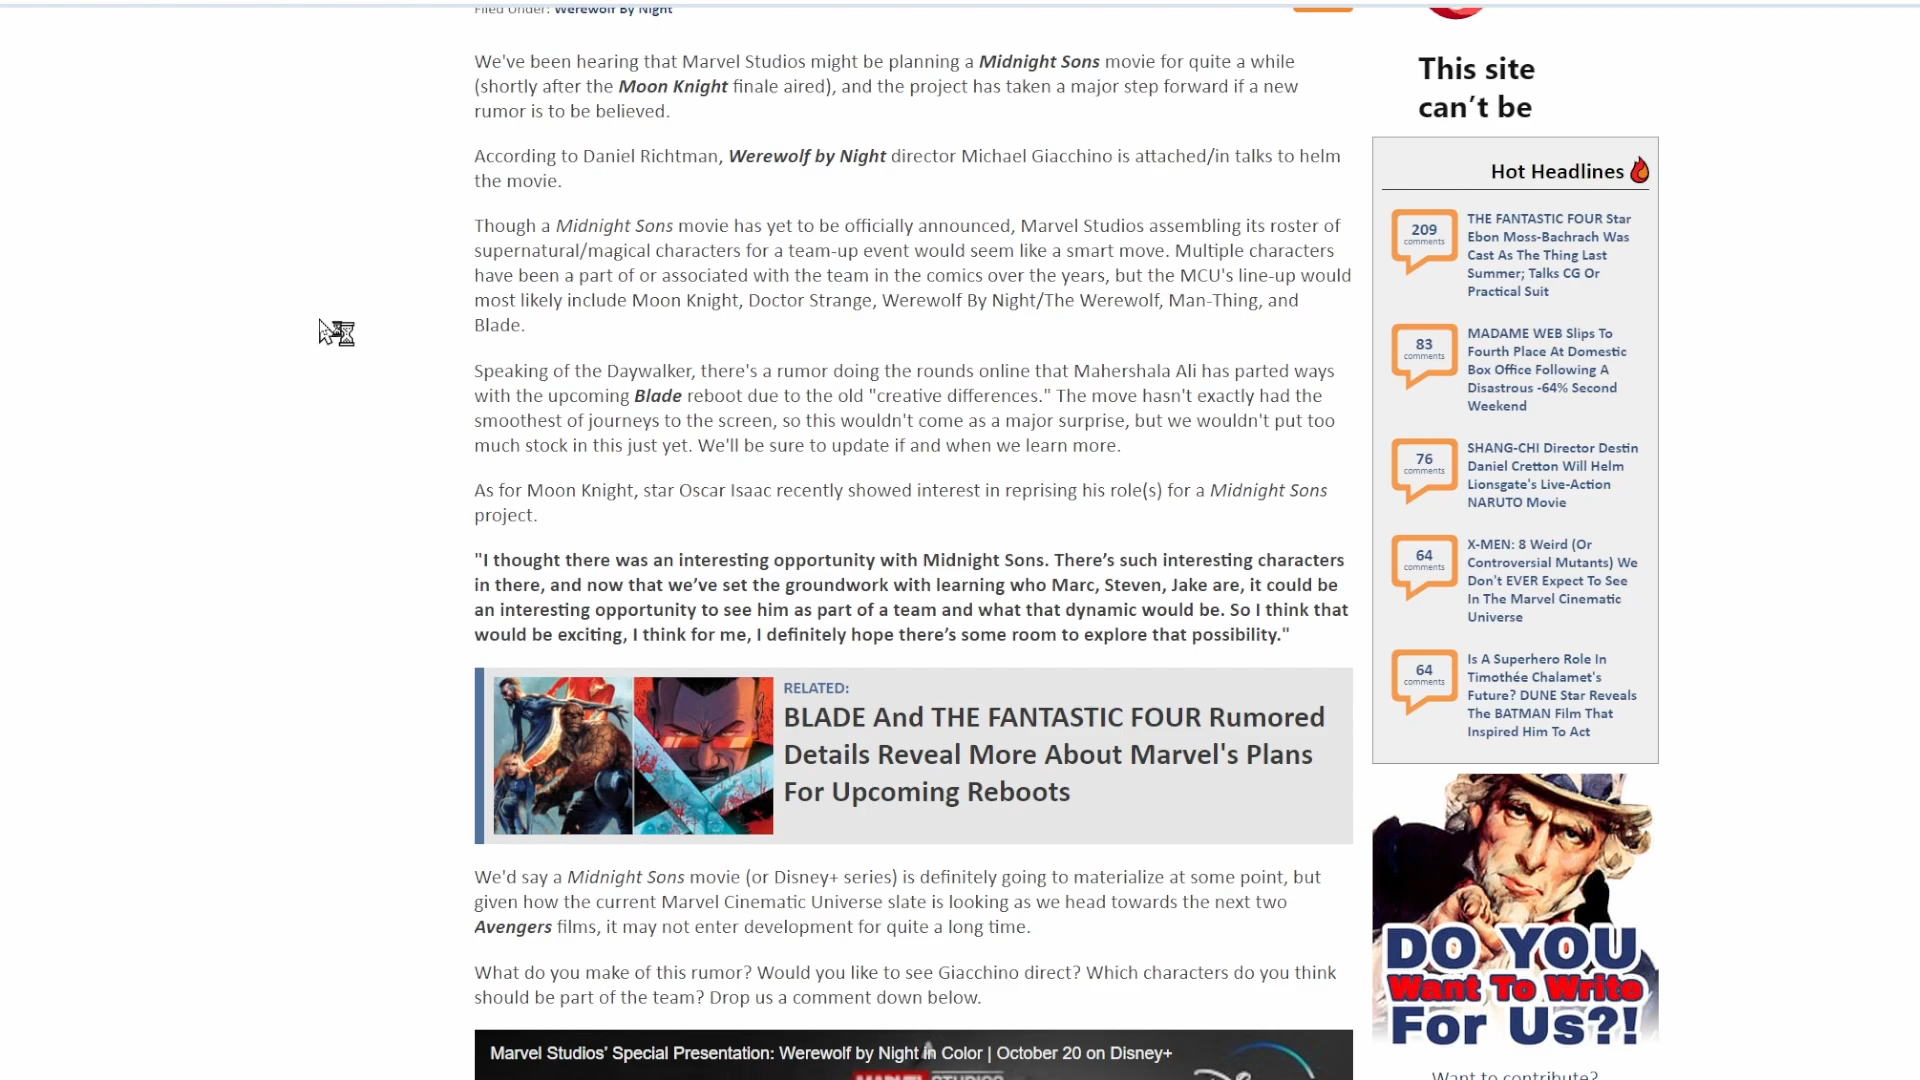 Filed Under: Werewolf By Night
We've been hearing that Marvel Studios might be planning a Midnight Sons movie for quite a while
(shortly after the Moon Knight finale aired), and the project has taken a major step forward if a new
rumor is to be believed.
According to Daniel Richtman, Werewolf by Night director Michael Giacchino is attached/in talks to helm
the movie.
Though a Midnight Sons movie has yet to be officially announced, Marvel Studios assembling its roster of
supernatural/magical characters for a team-up event would seem like a smart move. Multiple characters
have been a part of or associated with the team in the comics over the years, but the MCU's line-up would
most likely include Moon Knight, Doctor Strange, Werewolf By Night/The Werewolf, Man-Thing, and
Blade.
Speaking of the Daywalker, there's a rumor doing the rounds online that Mahershala Ali has parted ways
with the upcoming Blade reboot due to the old "creative differences." The move hasn't exactly had the
smoothest of journeys to the screen, so this wouldn't come as a major surprise, but we wouldn't put too
much stock in this just yet. We'll be sure to update if and when we learn more.
As for Moon Knight, star Oscar Isaac recently showed interest in reprising his role(s) for a Midnight Sons
project.
"I thought there was an interesting opportunity with Midnight Sons. There’s such interesting characters
in there, and now that we’ve set the groundwork with learning who Marc, Steven, Jake are, it could be
an interesting opportunity to see him as part of a team and what that dynamic would be. So I think that
would be exciting, I think for me, I definitely hope there’s some room to explore that possibility."
RELATED:
BLADE And THE FANTASTIC FOUR Rumored
Details Reveal More About Marvel's Plans
For Upcoming Reboots
We'd say a Midnight Sons movie (or Disney+ series) is definitely going to materialize at some point, but
given how the current Marvel Cinematic Universe slate is looking as we head towards the next two
Avengers films, it may not enter development for quite a long time.
What do you make of this rumor? Would you like to see Giacchino direct? Which characters do you think
should be part of the team? Drop us a comment down below.
Marvel Studios' Special Presentation: Werewolf by Night in Color | October 20 on Disney+
MARVEL STUDIOS
This site
can’t be
Hot Headlines
209
comments
THE FANTASTIC FOUR Star
Ebon Moss-Bachrach Was
Cast As The Thing Last
Summer; Talks CG Or
Practical Suit
83
comments
MADAME WEB Slips To
Fourth Place At Domestic
Box Office Following A
Disastrous -64% Second
Weekend
76
comments
SHANG-CHI Director Destin
Daniel Cretton Will Helm
Lionsgate's Live-Action
NARUTO Movie
64
comments
X-MEN: 8 Weird (Or
Controversial Mutants) We
Don't EVER Expect To See
In The Marvel Cinematic
Universe
64
comments
Is A Superhero Role In
Timothée Chalamet's
Future? DUNE Star Reveals
The BATMAN Film That
Inspired Him To Act
DO YOU
Want To Write
For Us?!
Want to contribute?